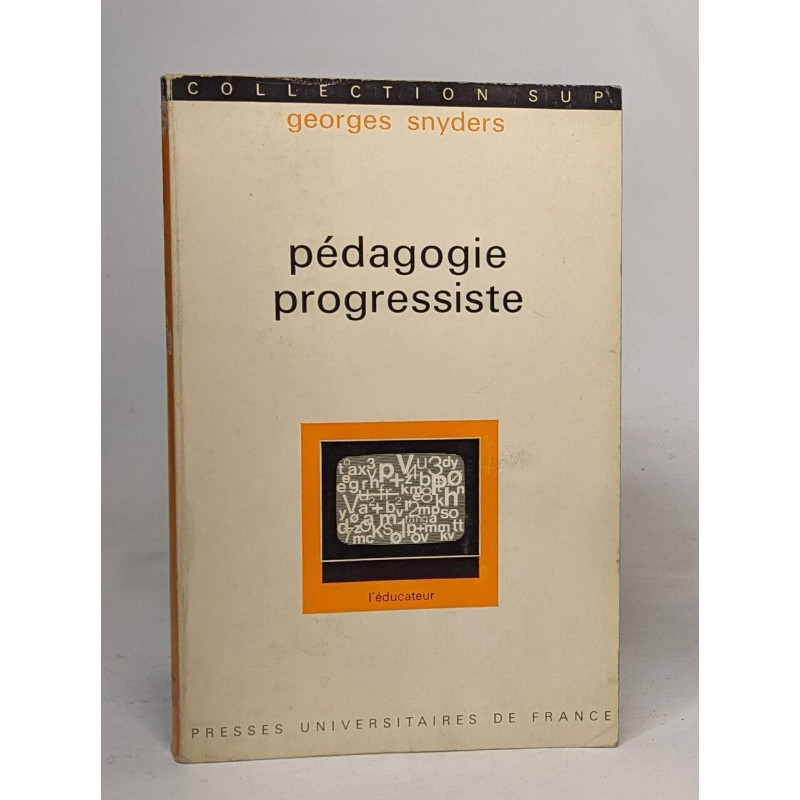 COLLECTION SUP
georges snyders
pédagogie
progressiste
l'éducateur
PRESSES UNIVERSITAIRES DE FRANCE